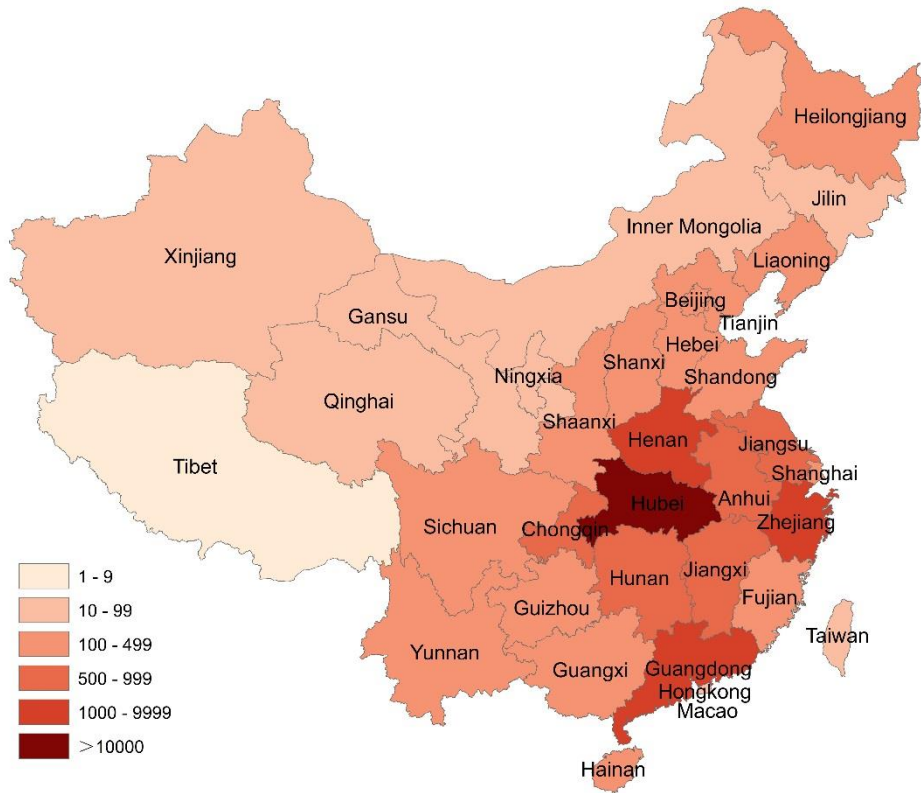 Heilongjiang
Jilin
Inner Mongolia
Xinjiang
Liaoning
Beijing
Gansu
Tianjin
Hebei
Shanxi
Ningxia
Shandong
Qinghai
Shaanxi
Henan
Jiangsu
Tibet
Shanghai
Anhui
Hubei
Zhejiang
Sichuan
Chongqin
Hunan
Jiangxi
Fujian
Guizhou
Taiwan
Yunnan
Guangxi
Guangdong
Hongkong
Macao
Hainan
1 - 9
10 - 99
100 - 499
500 - 999
1000 - 9999
>10000